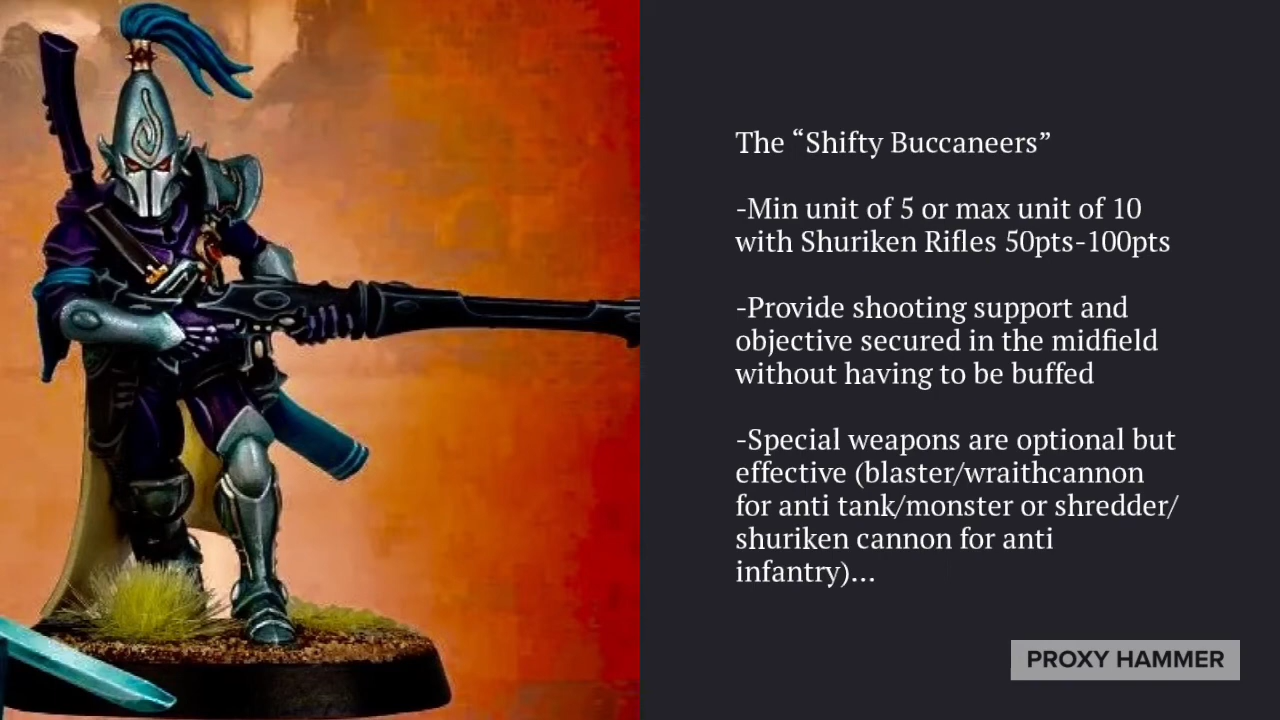 The “Shifty Buccaneers”
-Min unit of 5 or max unit of 10
with Shuriken Rifles 50pts-100pts
-Provide shooting support and
objective secured in the midfield
without having to be buffed
-Special weapons are optional but
effective (blaster/wraithcannon
for anti tank/monster or shredder/
shuriken cannon for anti
infantry)...
PROXY HAMMER